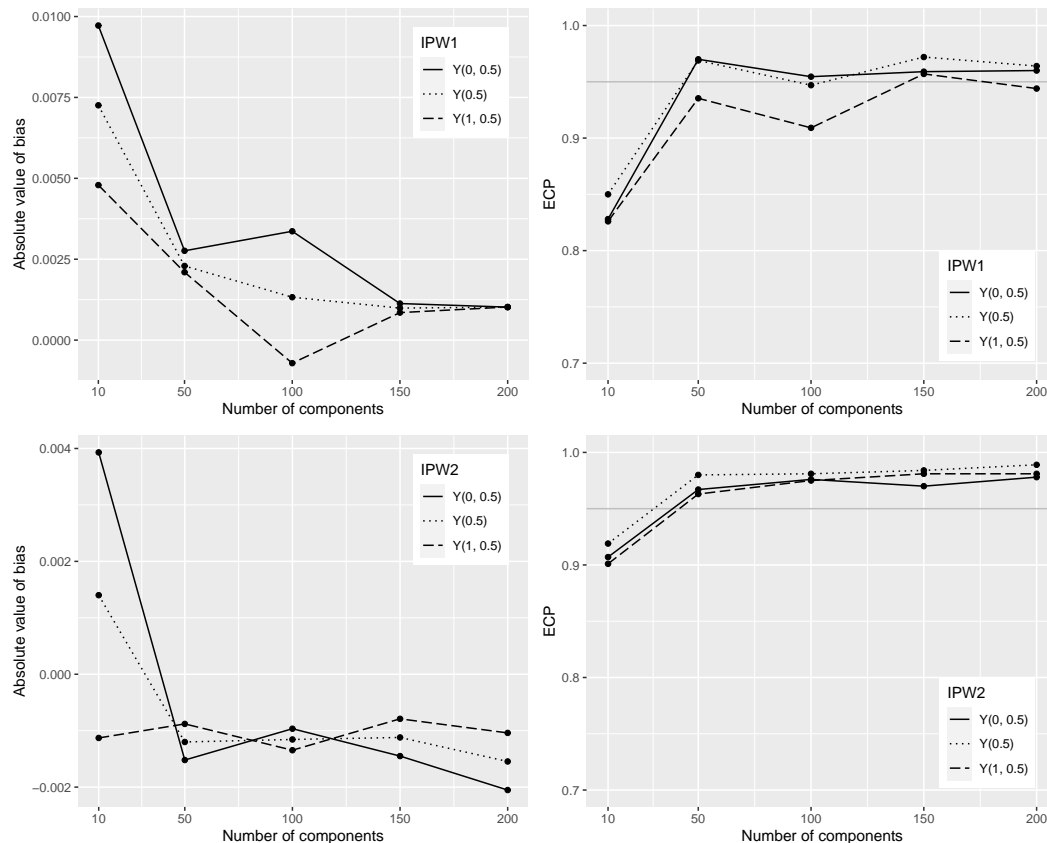 0.0100
0.0075
0.0050
0.0025
0.0000
Absolute value of bias
10 50 100 150 200
Number of components
IPW1
Y(0, 0.5)
Y(0.5)
Y(1, 0.5)
1.0
0.9
0.8
0.7
ECP
10 50 100 150 200
Number of components
IPW1
Y(0, 0.5)
Y(0.5)
Y(1, 0.5)
0.004
0.002
0.000
−0.002
Absolute value of bias
10 50 100 150 200
Number of components
IPW2
Y(0, 0.5)
Y(0.5)
Y(1, 0.5)
1.0
0.9
0.8
0.7
ECP
10 50 100 150 200
Number of components
IPW2
Y(0, 0.5)
Y(0.5)
Y(1, 0.5)